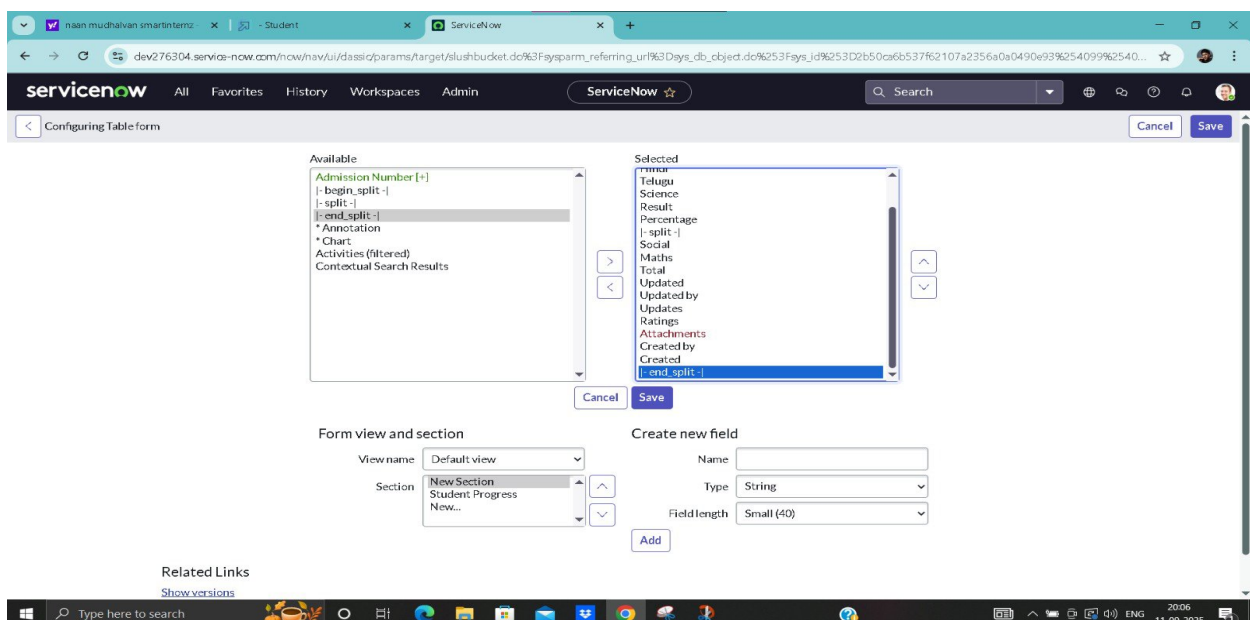 naan mudhalvan smartinternz -
- Student
ServiceNow
dev276304.service-now.com/now/nav/ui/classic/params/target/slushbucket.do%3Fsysparm_referring_url%3Dsys_db_object.do%253Fsys_id%253D2b50ca6b537f62107a2356a0a0490e93%254099%2540...
servicenow
All Favorites History Workspaces Admin
ServiceNow
Search
Configuring Table form
Cancel Save
Available
Admission Number [+]
|- begin_split -|
|- split -|
|- end_split -|
* Annotation
* Chart
Activities (filtered)
Contextual Search Results
Selected
Hindi
Telugu
Science
Result
Percentage
|- split -|
Social
Maths
Total
Updated
Updated by
Updates
Ratings
Attachments
Created by
Created
|- end_split -|
Cancel Save
Form view and section
View name Default view
Section New Section
Student Progress
New...
Create new field
Name
Type String
Field length Small (40)
Add
Related Links
Show versions
Type here to search
ENG
20:06
11-09-2025